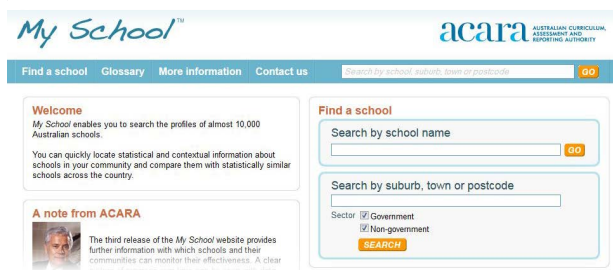 My School™
acara AUSTRALIAN CURRICULUM,
ASSESSMENT AND
REPORTING AUTHORITY
Find a school Glossary More information Contact us
Search by school, suburb, town or postcode GO
Welcome
My School enables you to search the profiles of almost 10,000
Australian schools.
You can quickly locate statistical and contextual information about
schools in your community and compare them with statistically similar
schools across the country.
A note from ACARA
The third release of the My School website provides
further information with which schools and their
communities can monitor their effectiveness. A clear
Find a school
Search by school name
GO
Search by suburb, town or postcode
Sector Government
Non-government
SEARCH